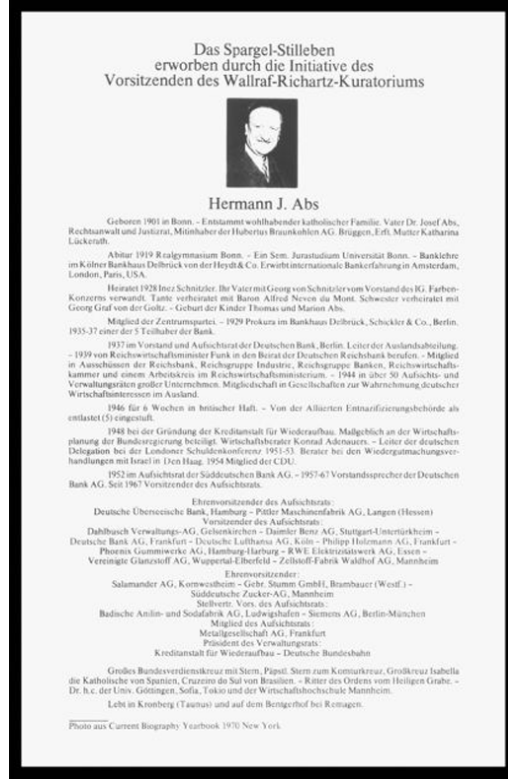 Das Spargel-Stilleben
erworben durch die Initiative des
Vorsitzenden des Wallraf-Richartz-Kuratoriums
Hermann J. Abs
Geboren 1901 in Bonn. – Entstammt wohlhabender katholischer Familie. Vater Dr. Josef Abs,
Rechtsanwalt und Justizrat, Mitinhaber der Hubertus Braunkohlen AG. Brüggen, Erft. Mutter Katharina
Lückerath.
Abitur 1919 Realgymnasium Bonn. – Ein Sem. Jurastudium Universität Bonn. – Banklehre
im Kölner Bankhaus Delbrück von der Heydt & Co. Erwirbt internationale Bankerfahrung in Amsterdam,
London, Paris, USA.
Heiratet 1928 Inez Schnitzler. Ihr Vater mit Georg von Schnitzler vom Vorstand des IG. Farben-
Konzerns verwandt. Tante verheiratet mit Baron Alfred Neven du Mont. Schwester verheiratet mit
Georg Graf von der Goltz. – Geburt der Kinder Thomas und Marion Abs.
Mitglied der Zentrumspartei. – 1929 Prokura im Bankhaus Delbrück, Schickler & Co., Berlin.
1935-37 einer der 5 Teilhaber der Bank.
1937 im Vorstand und Aufsichtsrat der Deutschen Bank, Berlin. Leiter der Auslandsabteilung.
– 1939 von Reichswirtschaftsminister Funk in den Beirat der Deutschen Reichsbank berufen. – Mitglied
in Ausschüssen der Reichsbank, Reichsgruppe Industrie, Reichsgruppe Banken, Reichswirtschafts-
kammer und einem Arbeitskreis im Reichswirtschaftsministerium. – 1944 in über 50 Aufsichts- und
Verwaltungsräten großer Unternehmen. Mitgliedschaft in Gesellschaften zur Wahrnehmung deutscher
Wirtschaftsinteressen im Ausland.
1946 für 6 Wochen in britischer Haft. – Von der Alliierten Entnazifizierungsbehörde als
entlastet (5) eingestuft.
1948 bei der Gründung der Kreditanstalt für Wiederaufbau. Maßgeblich an der Wirtschafts-
planung der Bundesregierung beteiligt. Wirtschaftsberater Konrad Adenauers. – Leiter der deutschen
Delegation bei der Londoner Schuldenkonferenz 1951-53. Berater bei den Wiedergutmachungsver-
handlungen mit Israel in Den Haag. 1954 Mitglied der CDU.
1952 im Aufsichtsrat der Süddeutschen Bank AG. – 1957-67 Vorstandssprecher der Deutschen
Bank AG. Seit 1967 Vorsitzender des Aufsichtsrats.
Ehrenvorsitzender des Aufsichtsrats:
Deutsche Überseeische Bank, Hamburg – Pittler Maschinenfabrik AG, Langen (Hessen)
Vorsitzender des Aufsichtsrats:
Dahlbusch Verwaltungs-AG, Gelsenkirchen – Daimler Benz AG, Stuttgart-Untertürkheim –
Deutsche Bank AG, Frankfurt – Deutsche Lufthansa AG, Köln – Philipp Holzmann AG, Frankfurt –
Phoenix Gummiwerke AG, Hamburg-Harburg – RWE Elektrizitätswerk AG, Essen –
Vereinigte Glanzstoff AG, Wuppertal-Elberfeld – Zellstoff-Fabrik Waldhof AG, Mannheim
Ehrenvorsitzender:
Salamander AG, Kornwestheim – Gebr. Stumm GmbH, Brambauer (Westf.) –
Süddeutsche Zucker-AG, Mannheim
Stellvertr. Vors. des Aufsichtsrats:
Badische Anilin- und Sodafabrik AG, Ludwigshafen – Siemens AG, Berlin-München
Mitglied des Aufsichtsrats:
Metallgesellschaft AG, Frankfurt
Präsident des Verwaltungsrats:
Kreditanstalt für Wiederaufbau – Deutsche Bundesbahn
Großes Bundesverdienstkreuz mit Stern, Päpstl. Stern zum Komturkreuz, Großkreuz Isabella
die Katholische von Spanien, Cruzeiro do Sul von Brasilien. – Ritter des Ordens vom Heiligen Grabe. –
Dr. h.c. der Univ. Göttingen, Sofia, Tokio und der Wirtschaftshochschule Mannheim.
Lebt in Kronberg (Taunus) und auf dem Bentgerhof bei Remagen.
Photo aus Current Biography Yearbook 1970 New York